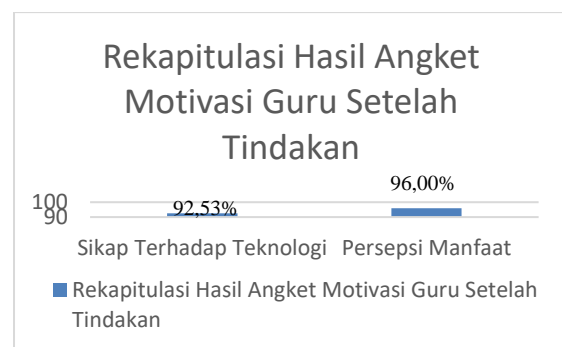 Rekapitulasi Hasil Angket
Motivasi Guru Setelah
Tindakan
96,00%
100
92,53%
90
Sikap Terhadap Teknologi Persepsi Manfaat
Rekapitulasi Hasil Angket Motivasi Guru Setelah
Tindakan